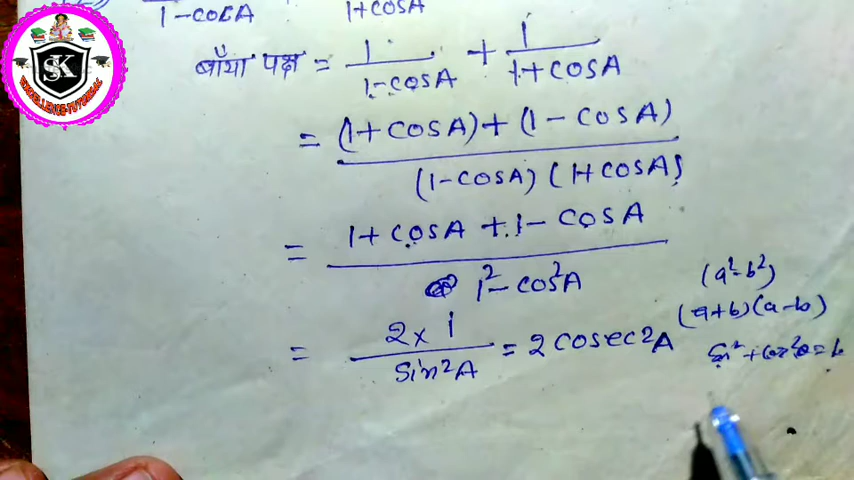 1-cosA 1+cosA
बाँया पक्ष = 1/(1-cosA) + 1/(1+cosA)
= ((1+cosA)+(1-cosA))/((1-cosA)(1+cosA))
= (1+cosA+1-cosA)/(1²-cos²A)
(a²-b²)
(a+b)(a-b)
= (2×1)/(sin²A) = 2cosec²A
SK